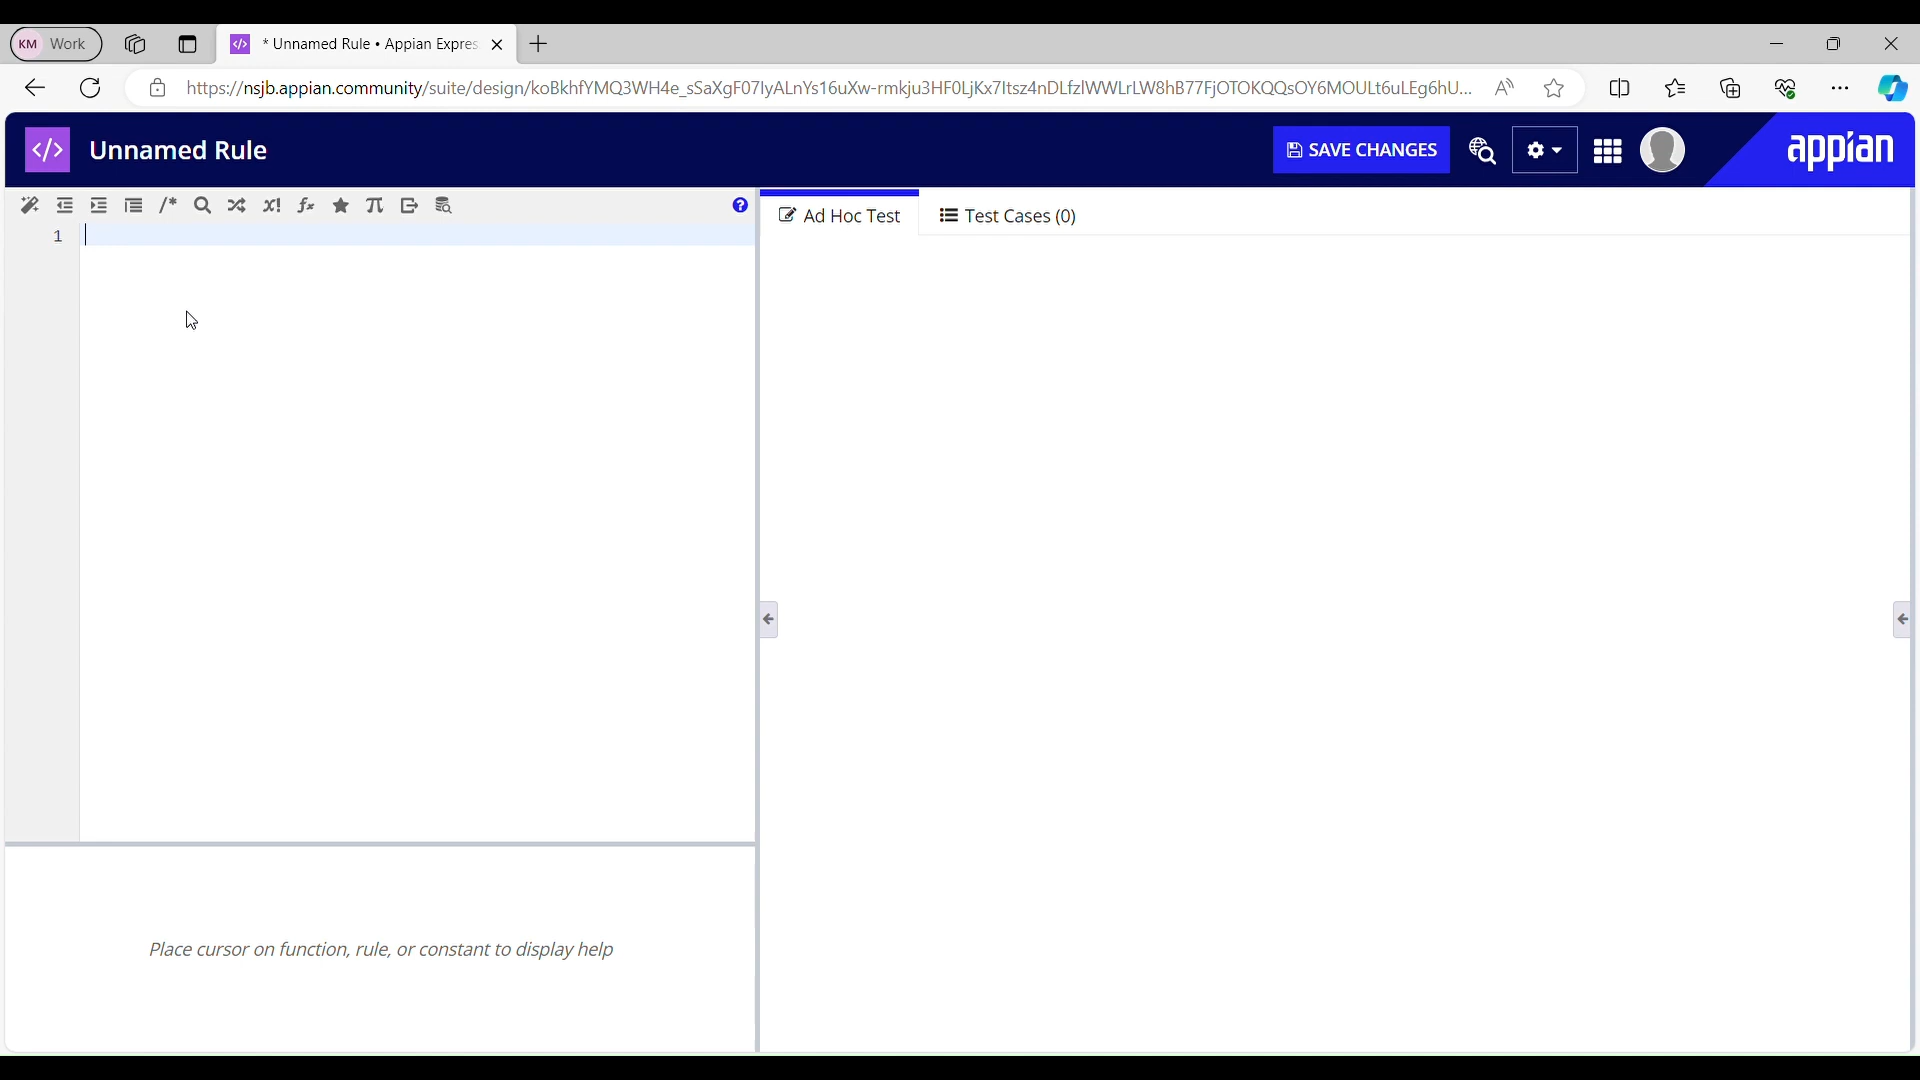 KM Work
* Unnamed Rule • Appian Expres
https://nsjb.appian.community/suite/design/koBkhfYMQ3WH4e_sSaXgF07lyALnYs16uXw-rmkju3HF0LjKx7Itsz4nDLfzlWWLrLW8hB77FjOTOKQQsOY6MOULt6uLEg6hU...
</> Unnamed Rule
SAVE CHANGES
appian
Ad Hoc Test
Test Cases (0)
1
Place cursor on function, rule, or constant to display help